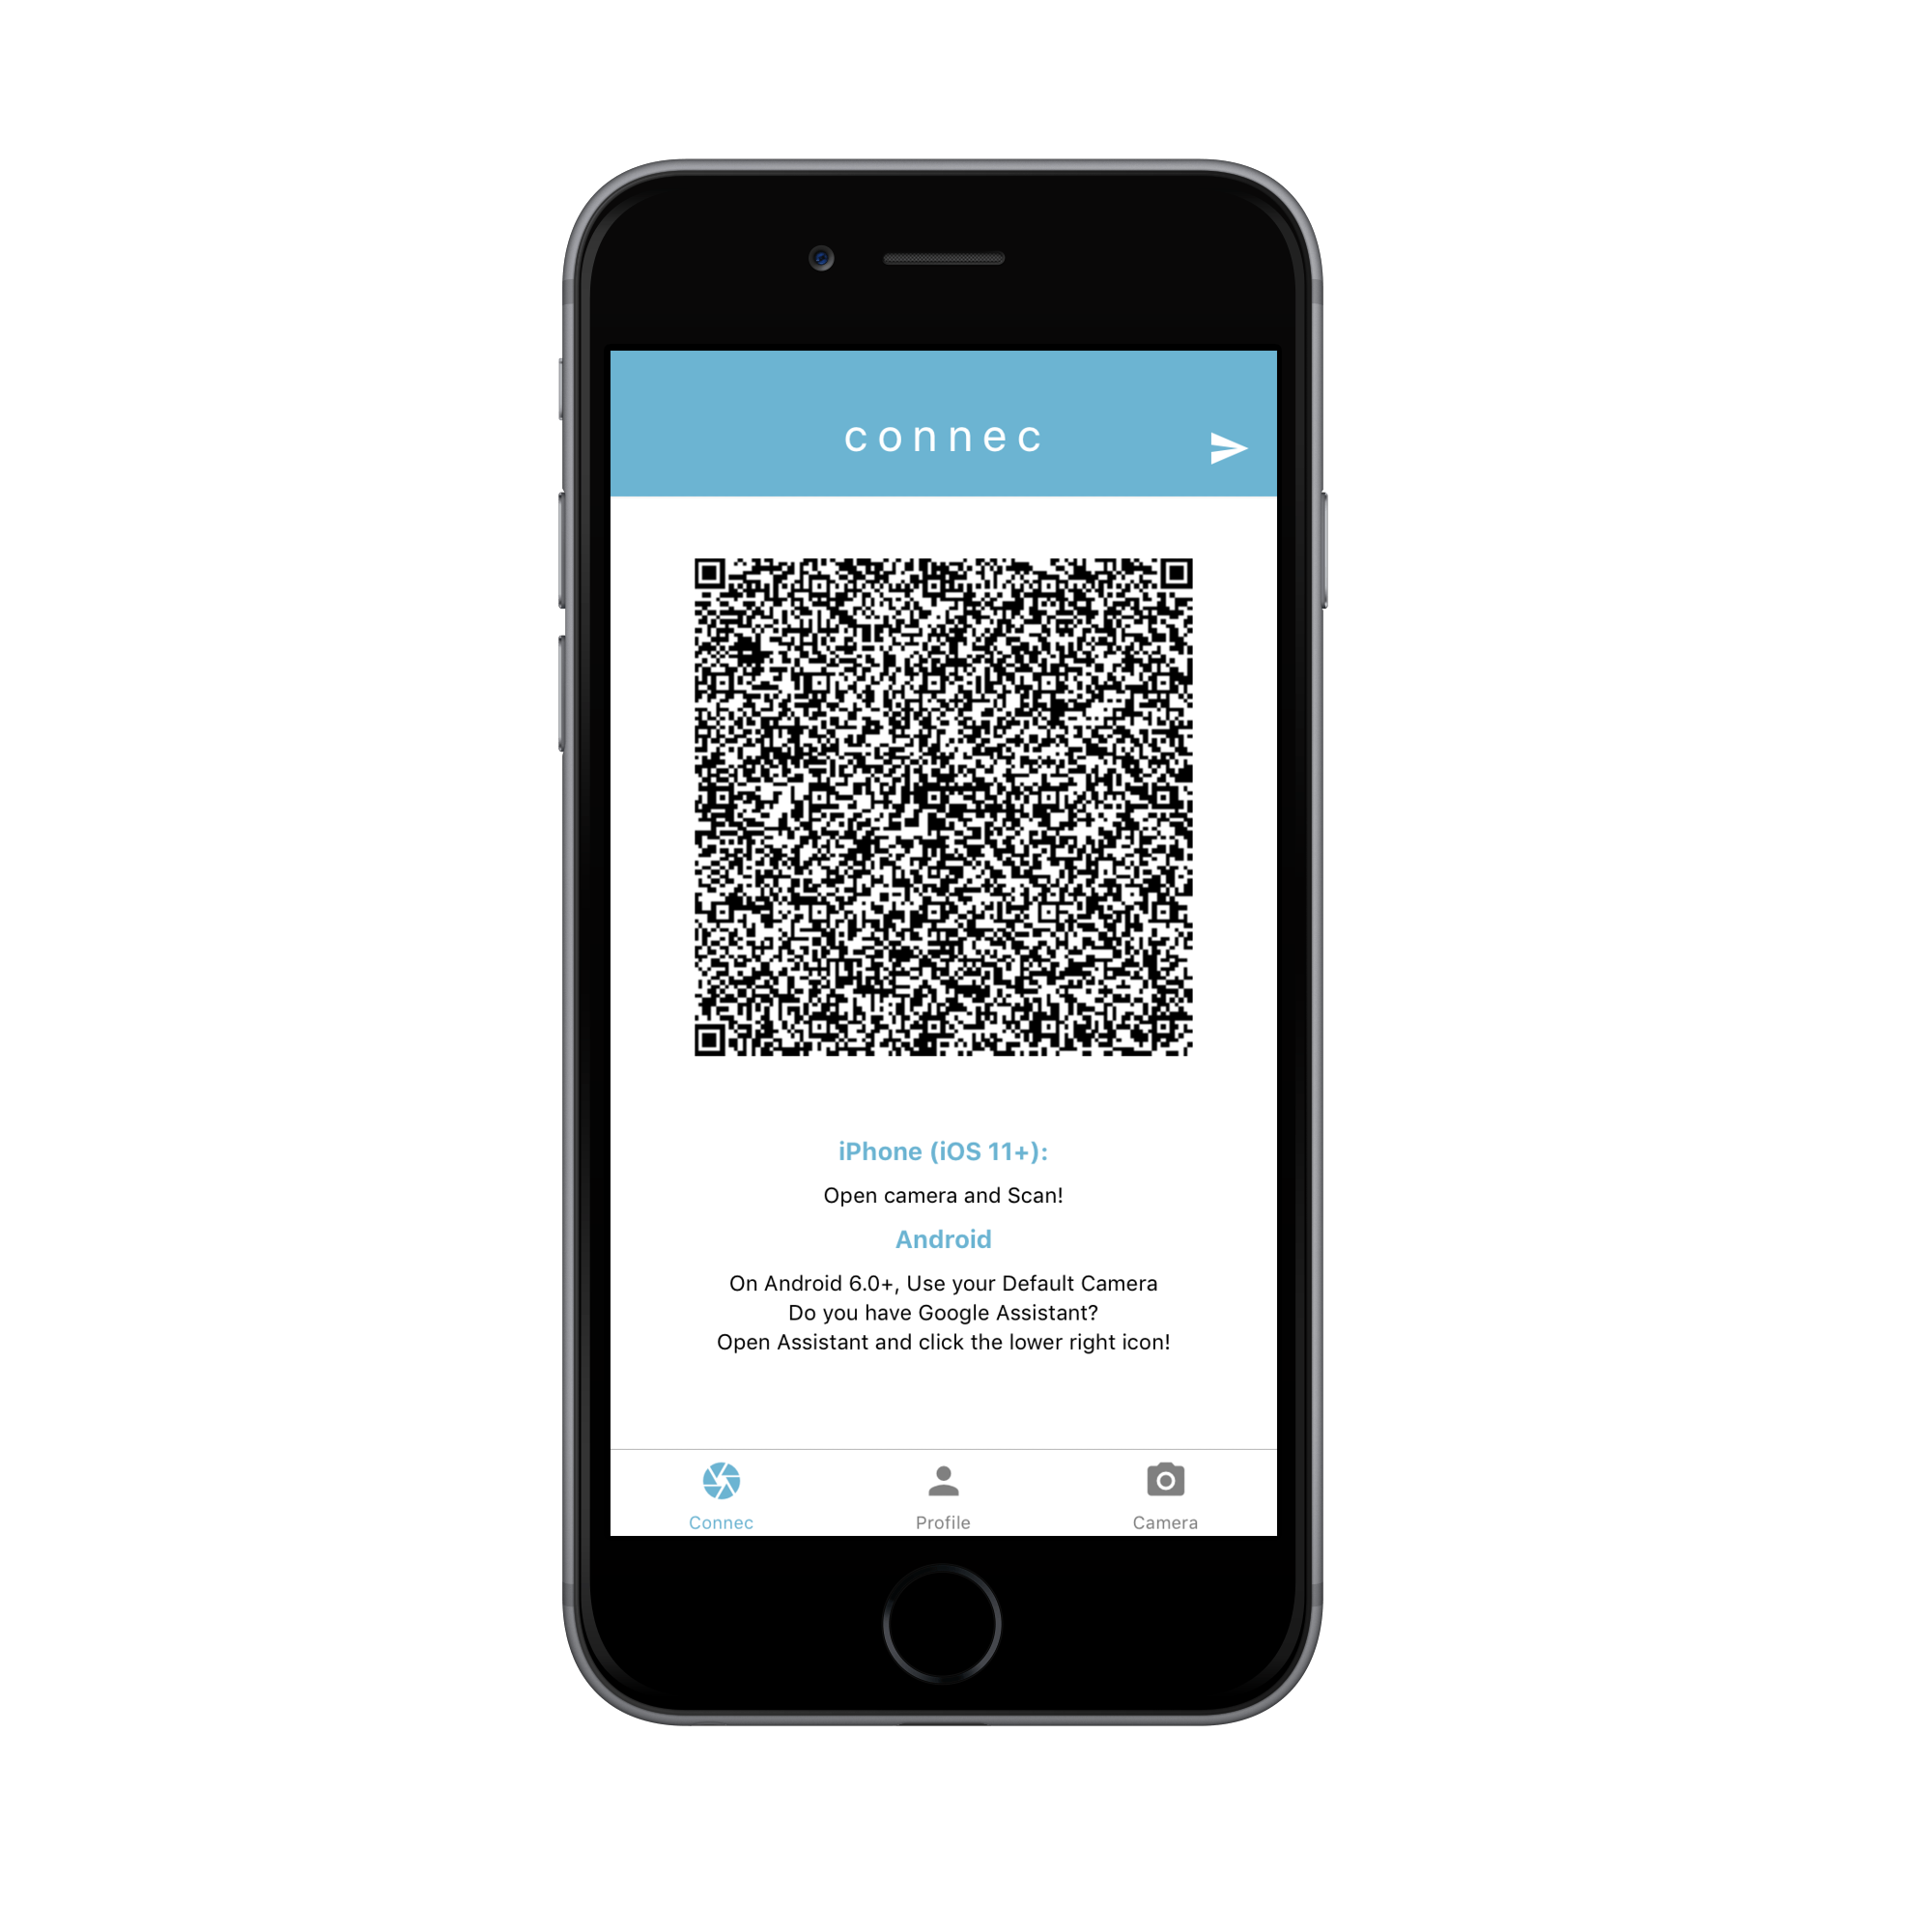 connec
iPhone (iOS 11+):
Open camera and Scan!
Android
On Android 6.0+, Use your Default Camera
Do you have Google Assistant?
Open Assistant and click the lower right icon!
Connec
Profile
Camera